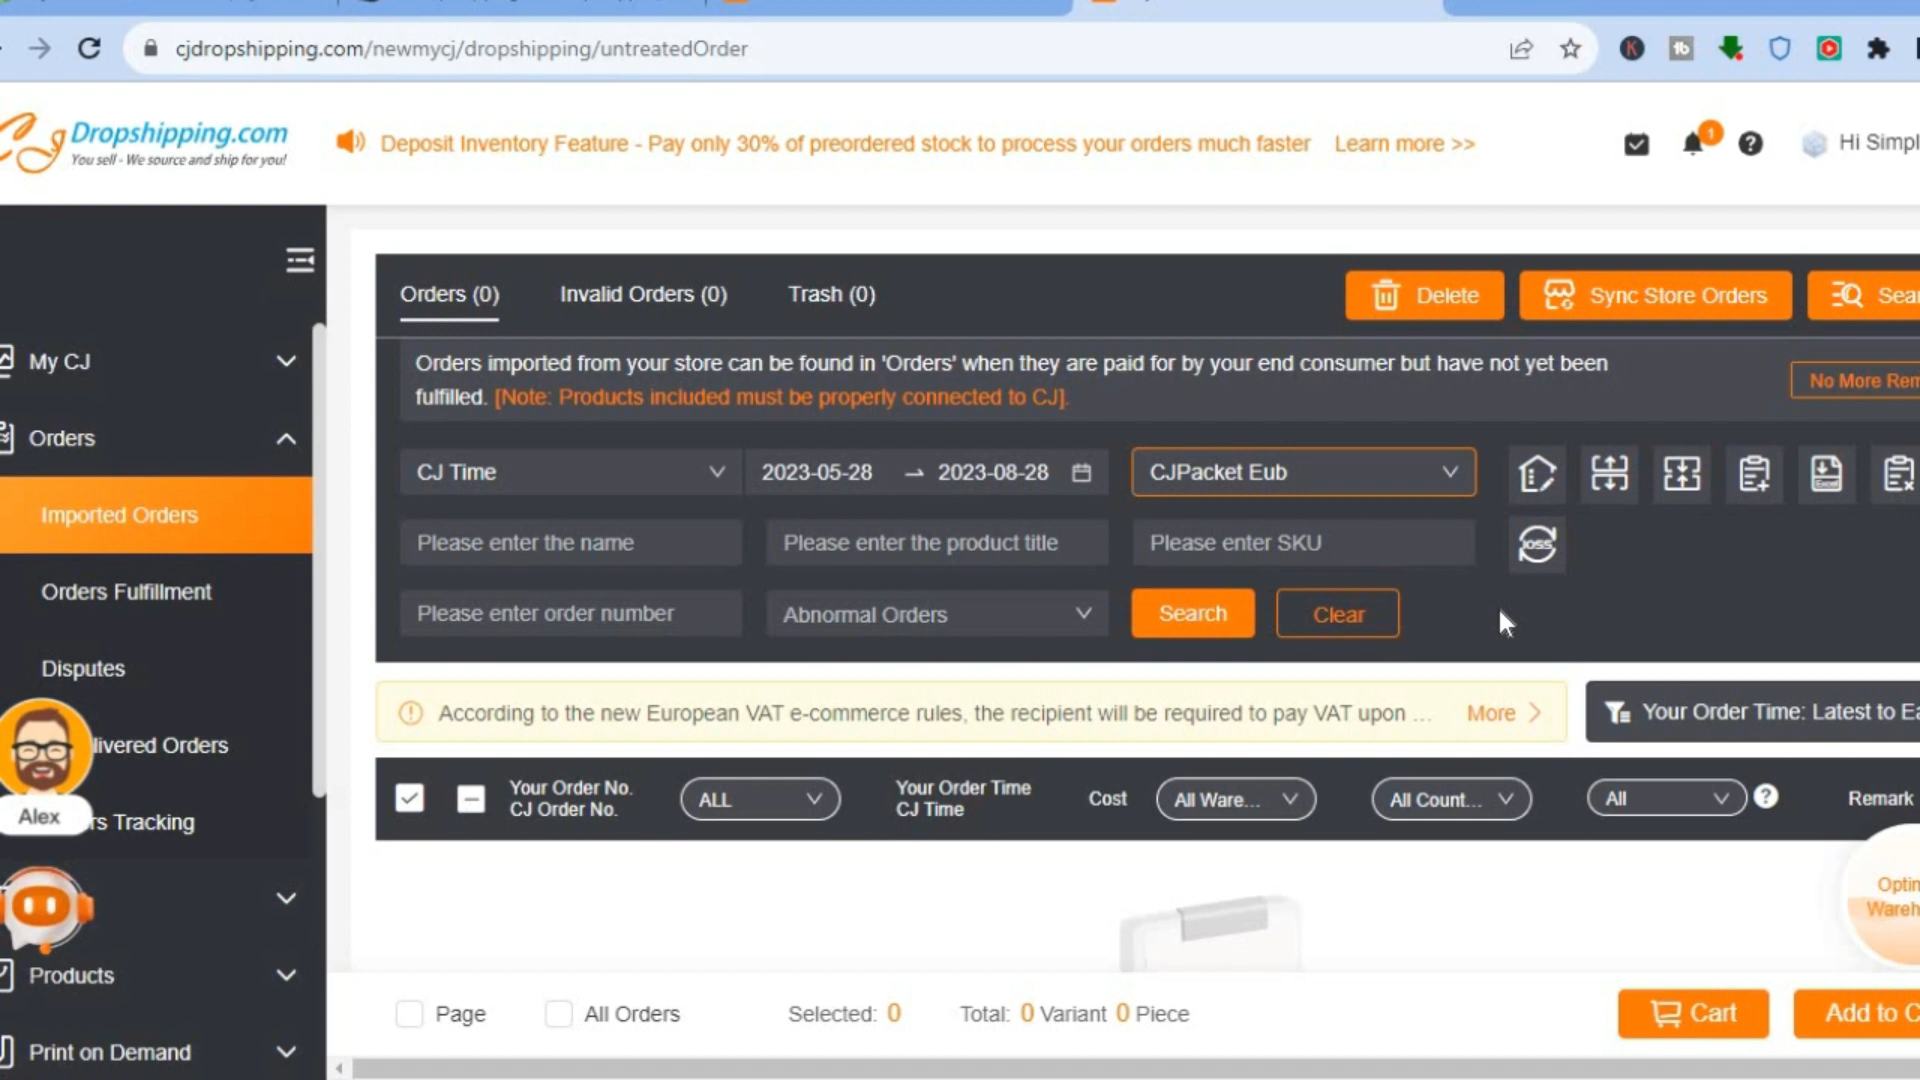 cjdropshipping.com/newmycj/dropshipping/untreatedOrder
Dropshipping.com
You sell - We source and ship for you!
Deposit Inventory Feature - Pay only 30% of preordered stock to process your orders much faster Learn more >>
1
Hi Simpl
Orders (0) Invalid Orders (0) Trash (0)
Delete
Sync Store Orders
Sear
Orders imported from your store can be found in 'Orders' when they are paid for by your end consumer but have not yet been
fulfilled. [Note: Products included must be properly connected to CJ].
No More Rem
My CJ
Orders
Imported Orders
Orders Fulfillment
Disputes
livered Orders
Alex
rs Tracking
Products
Print on Demand
CJ Time
2023-05-28 → 2023-08-28
CJPacket Eub
Please enter the name
Please enter the product title
Please enter SKU
Please enter order number
Abnormal Orders
Search
Clear
According to the new European VAT e-commerce rules, the recipient will be required to pay VAT upon ... More >
Your Order Time: Latest to Ea
Your Order No.
CJ Order No.
ALL
Your Order Time
CJ Time
Cost
All Ware...
All Count...
All
Remark
Optin
Wareh
Page
All Orders
Selected: 0
Total: 0 Variant 0 Piece
Cart
Add to C